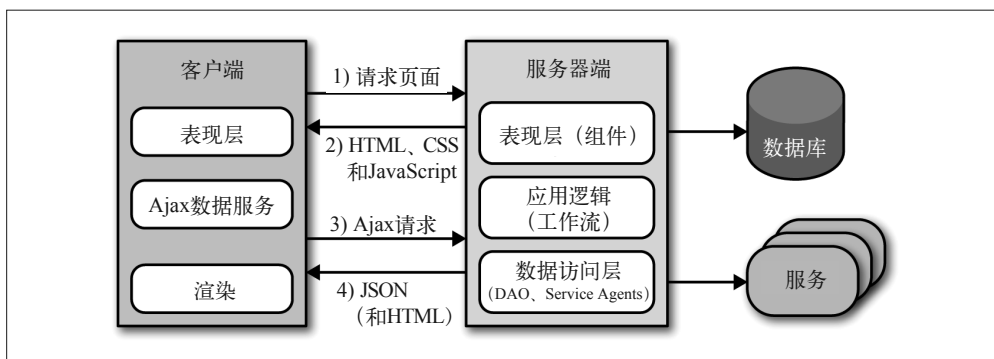 客户端
表现层
Ajax数据服务
渲染
1) 请求页面
2) HTML、CSS
和JavaScript
3) Ajax请求
4) JSON
（和HTML）
服务器端
表现层（组件）
应用逻辑
（工作流）
数据访问层
（DAO、Service Agents）
数据库
服务